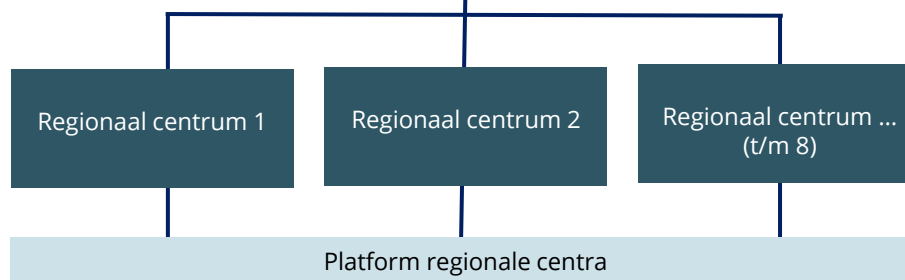 Regionaal centrum 1
Regionaal centrum 2
Regionaal centrum ...
(t/m 8)
Platform regionale centra